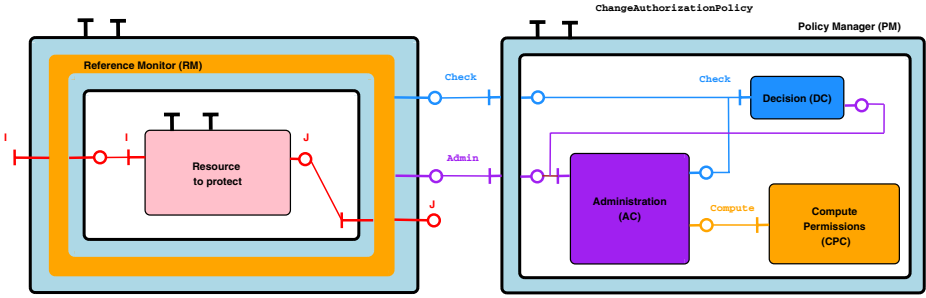 ChangeAuthorizationPolicy
Policy Manager (PM)
Reference Monitor (RM)
Check
Check
Decision (DC)
I
I
J
Resource
to protect
Admin
J
Administration
(AC)
Compute
Compute
Permissions
(CPC)